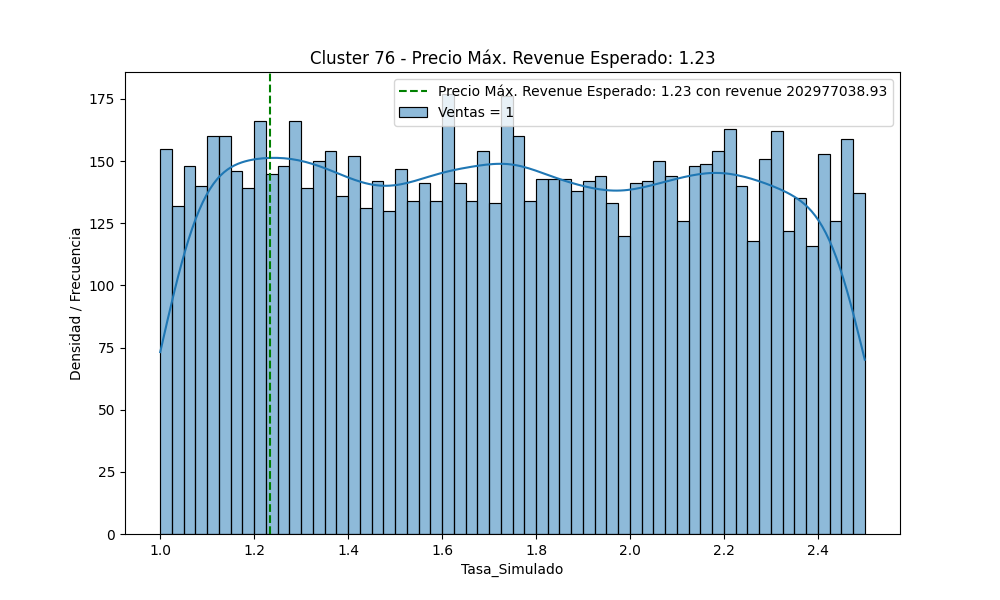 Cluster 76 - Precio Máx. Revenue Esperado: 1.23
Precio Máx. Revenue Esperado: 1.23 con revenue 202977038.93
Ventas = 1
Densidad / Frecuencia
175
150
125
100
75
50
25
0
1.0 1.2 1.4 1.6 1.8 2.0 2.2 2.4
Tasa_Simulado